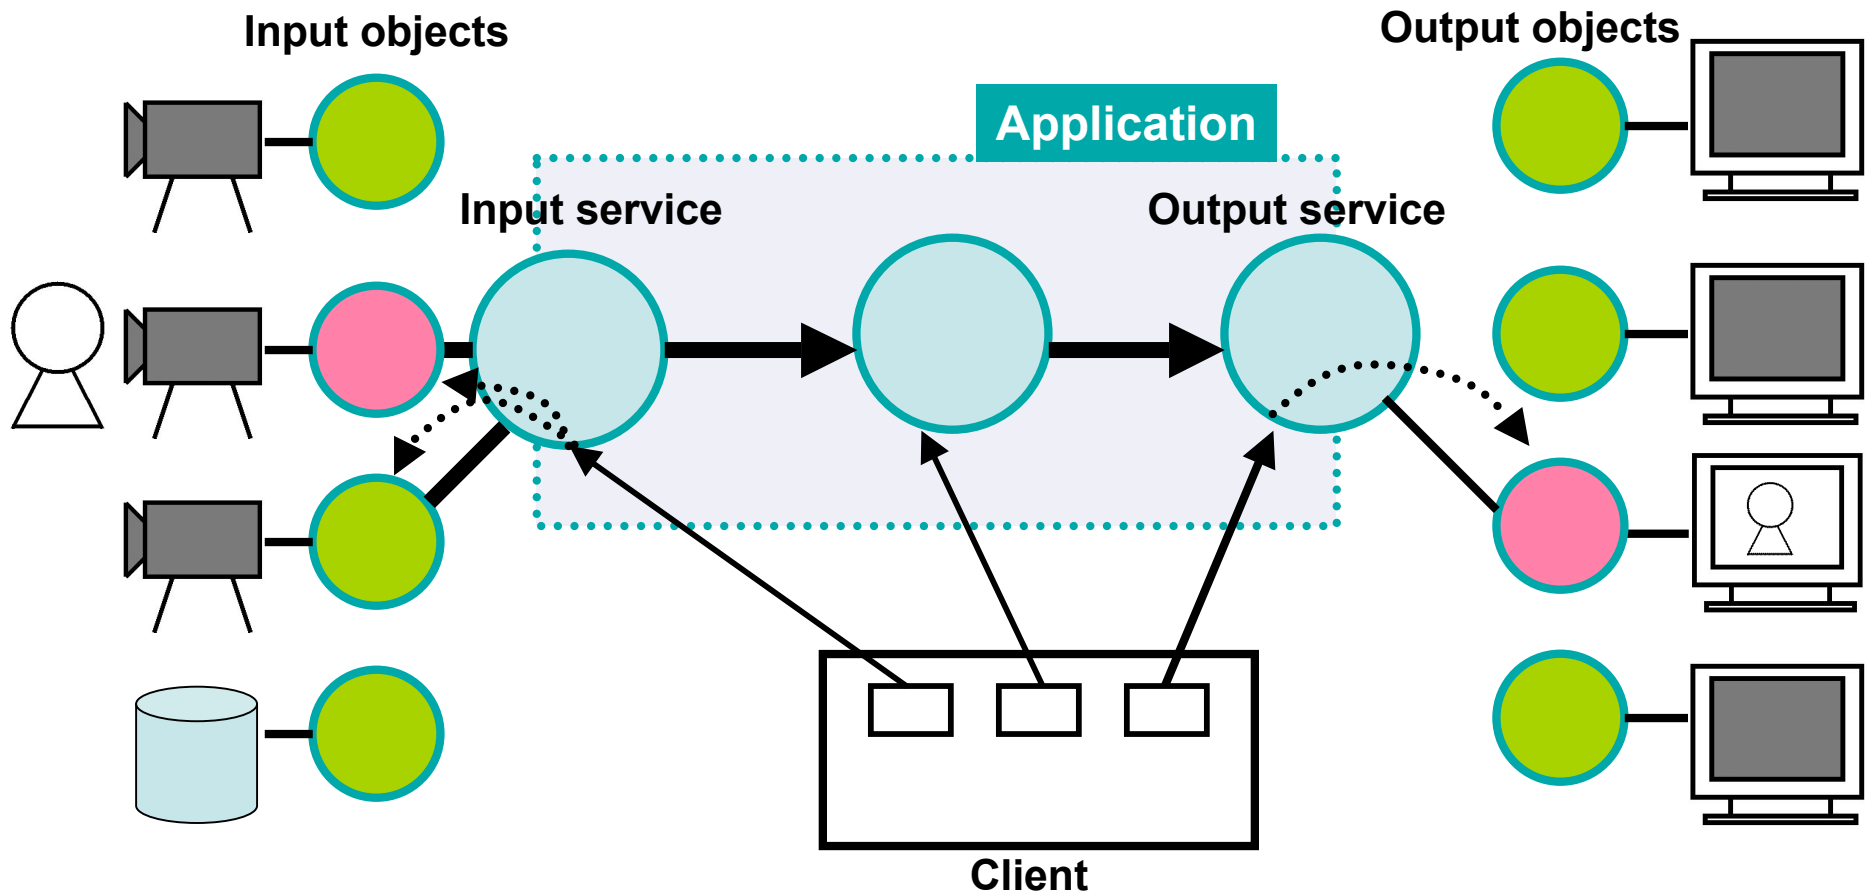 Input objects
Output objects
Application
Input service
Output service
Client